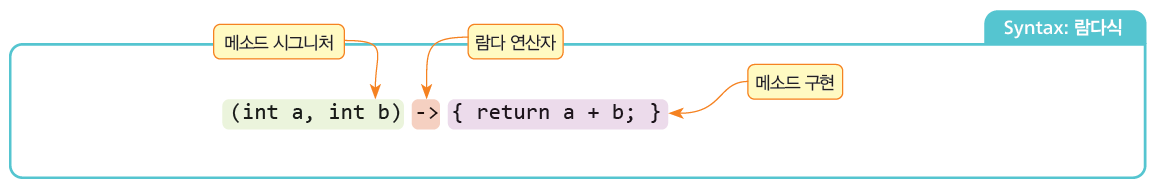 Syntax: 람다식
메소드 시그니처
람다 연산자
메소드 구현
(int a, int b) -> { return a + b; }